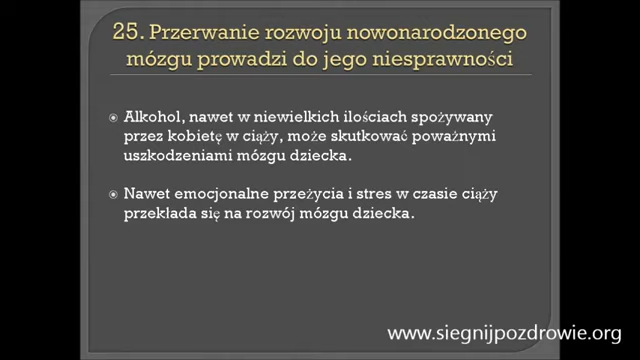 25. Przerwanie rozwoju nowonarodzonego
mózgu prowadzi do jego niesprawności
Alkohol, nawet w niewielkich ilościach spożywany
przez kobietę w ciąży, może skutkować poważnymi
uszkodzeniami mózgu dziecka.
Nawet emocjonalne przeżycia i stres w czasie ciąży
przekłada się na rozwój mózgu dziecka.
www.siegnijpozdrowie.org